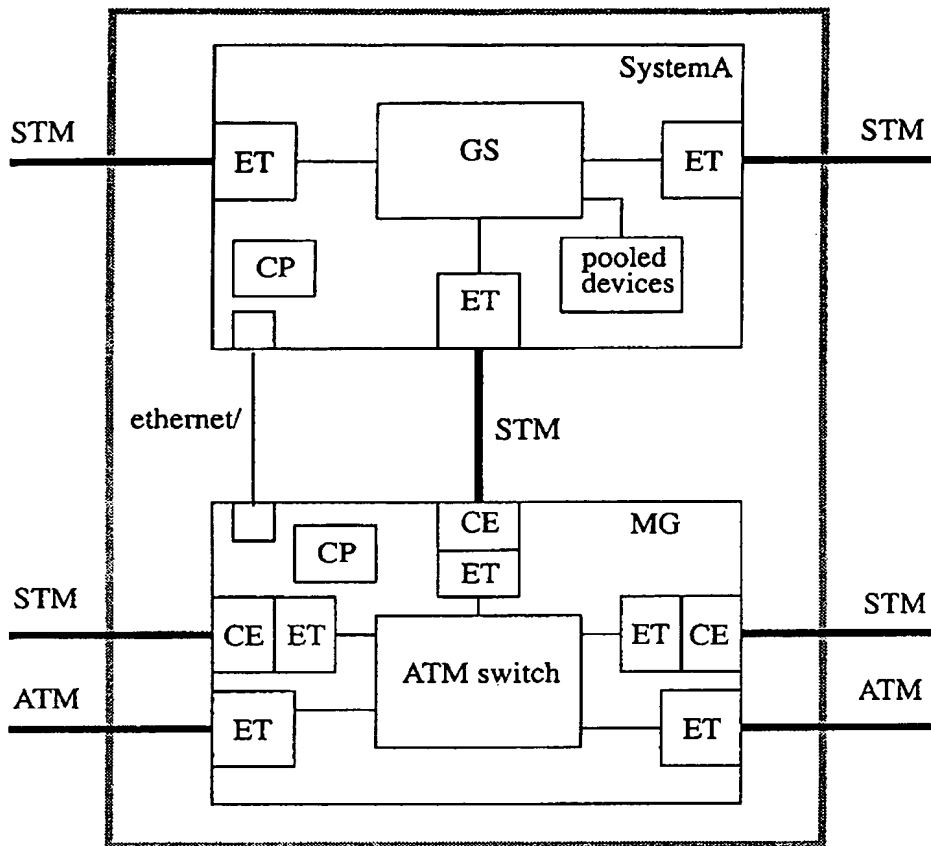 SystemA
STM
STM
ET
GS
ET
CP
pooled
devices
ET
ethernet/
STM
CE
MG
CP
ET
STM
STM
CE
ET
ET
CE
ATM switch
ATM
ATM
ET
ET